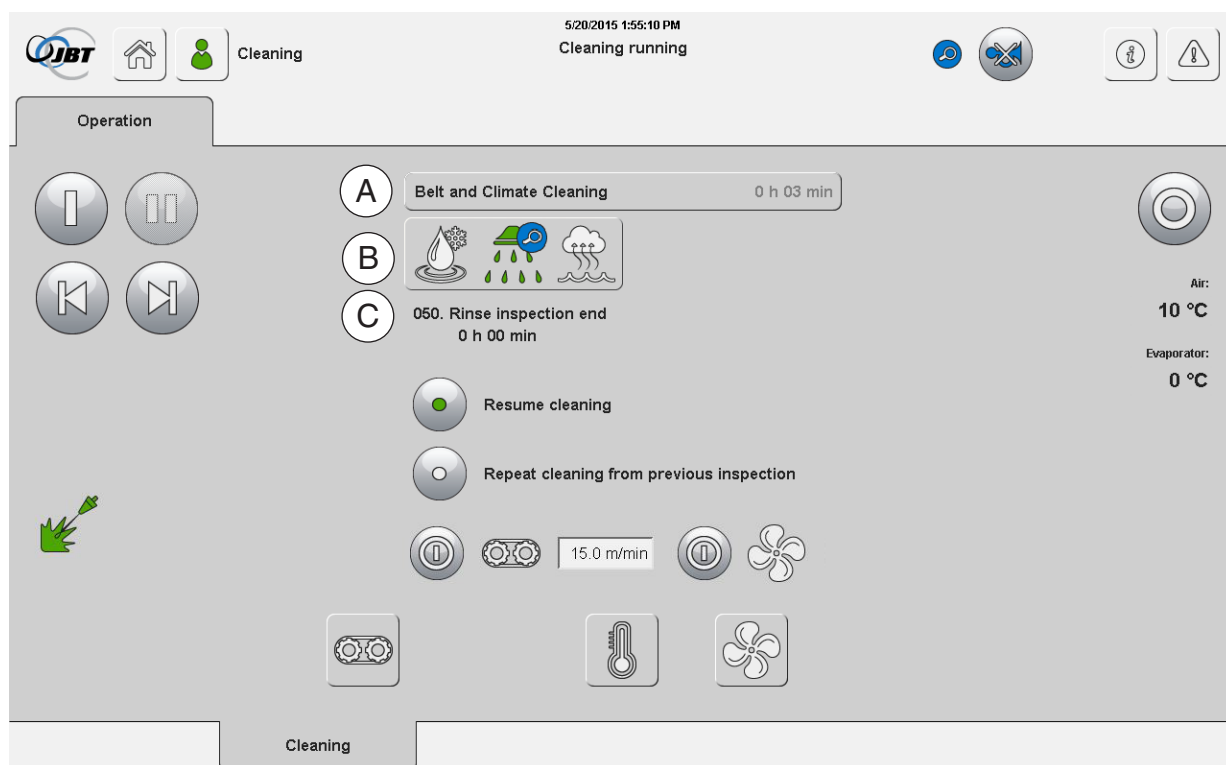 5/20/2015 1:55:10 PM
JBT
Cleaning
Cleaning running
Operation
A
Belt and Climate Cleaning 0 h 03 min
B
C
050. Rinse inspection end
0 h 00 min
Air:
10 °C
Evaporator:
0 °C
Resume cleaning
Repeat cleaning from previous inspection
15.0 m/min
Cleaning